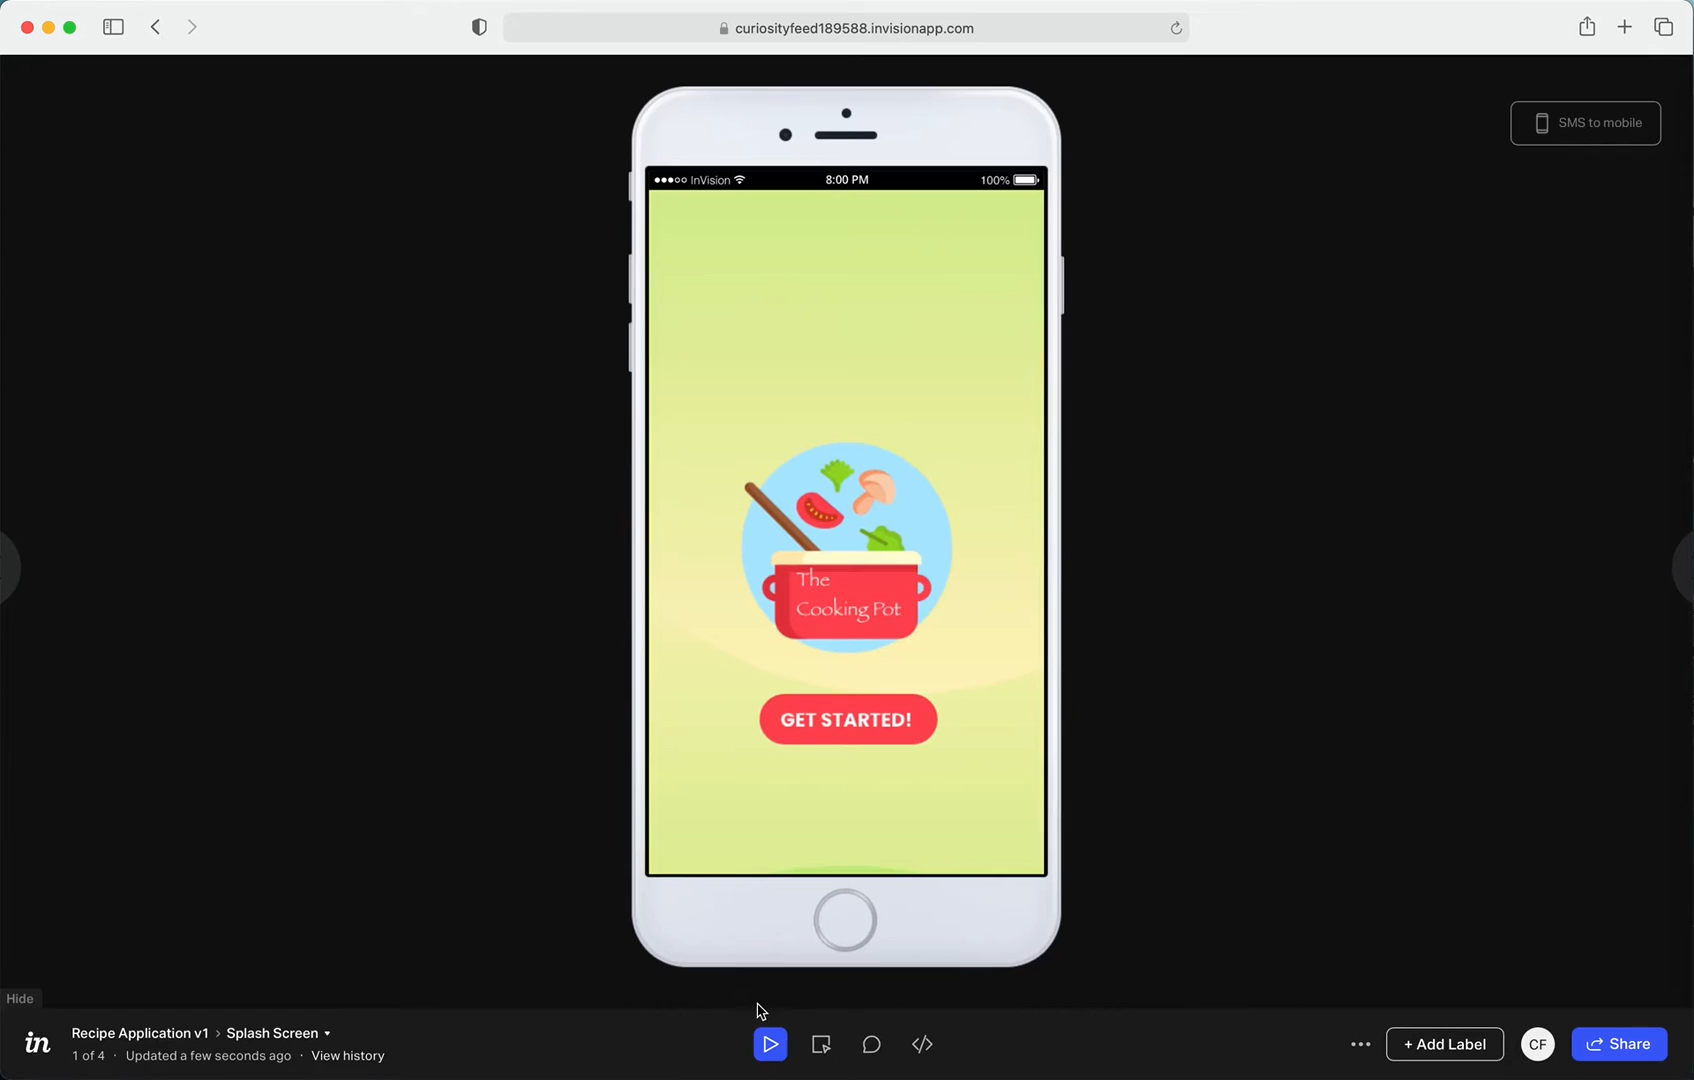 curiosityfeed189588.invisionapp.com
SMS to mobile
InVision
8:00 PM
100%
The
Cooking Pot
GET STARTED!
Hide
in
Recipe Application v1 › Splash Screen
1 of 4 · Updated a few seconds ago · View history
+ Add Label
CF
Share